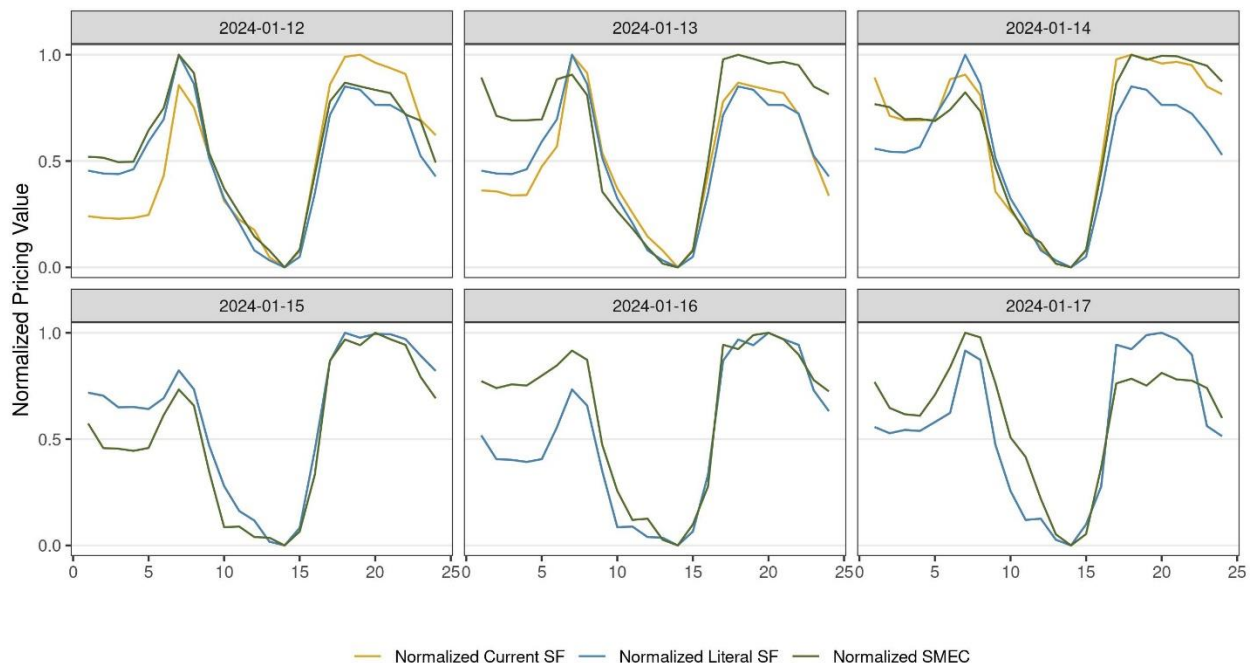 2024-01-12 2024-01-13 2024-01-14
1.0
0.5
0.0
Normalized Pricing Value
2024-01-15 2024-01-16 2024-01-17
1.0
0.5
0.0
0 5 10 15 20 25 0 5 10 15 20 25 0 5 10 15 20 25
Normalized Current SF Normalized Literal SF Normalized SMEC